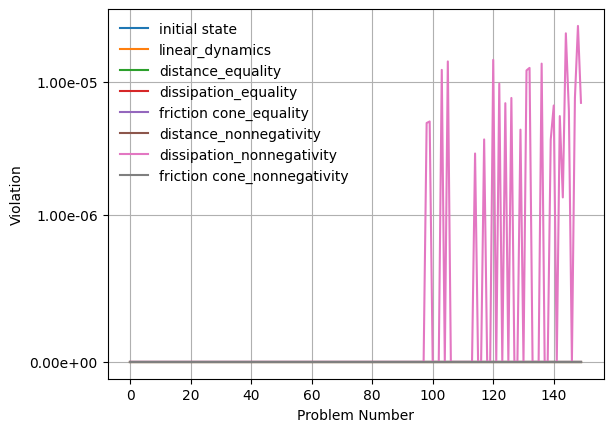 initial state
linear_dynamics
distance_equality
dissipation_equality
friction cone_equality
distance_nonnegativity
dissipation_nonnegativity
friction cone_nonnegativity
1.00e-05
1.00e-06
0.00e+00
Violation
0 20 40 60 80 100 120 140
Problem Number